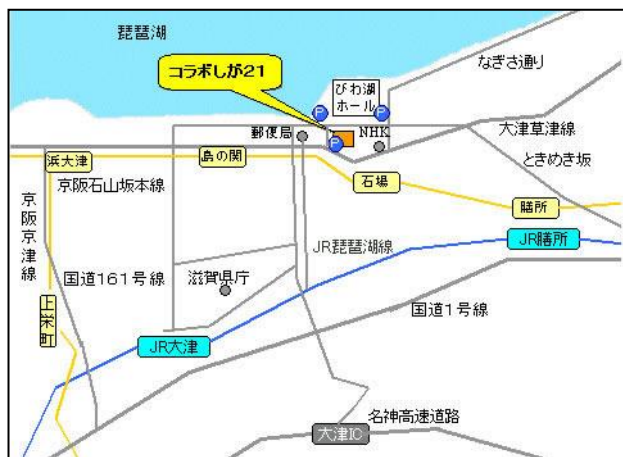 琵琶湖
コラボしが21
なぎさ通り
びわ湖
ホール
P
P
P
郵便局
NHK
大津草津線
ときめき坂
浜大津
島の関
京阪石山坂本線
石場
膳所
京阪京津線
JR琵琶湖線
JR膳所
国道161号線
滋賀県庁
国道1号線
上栄町
JR大津
名神高速道路
大津IC